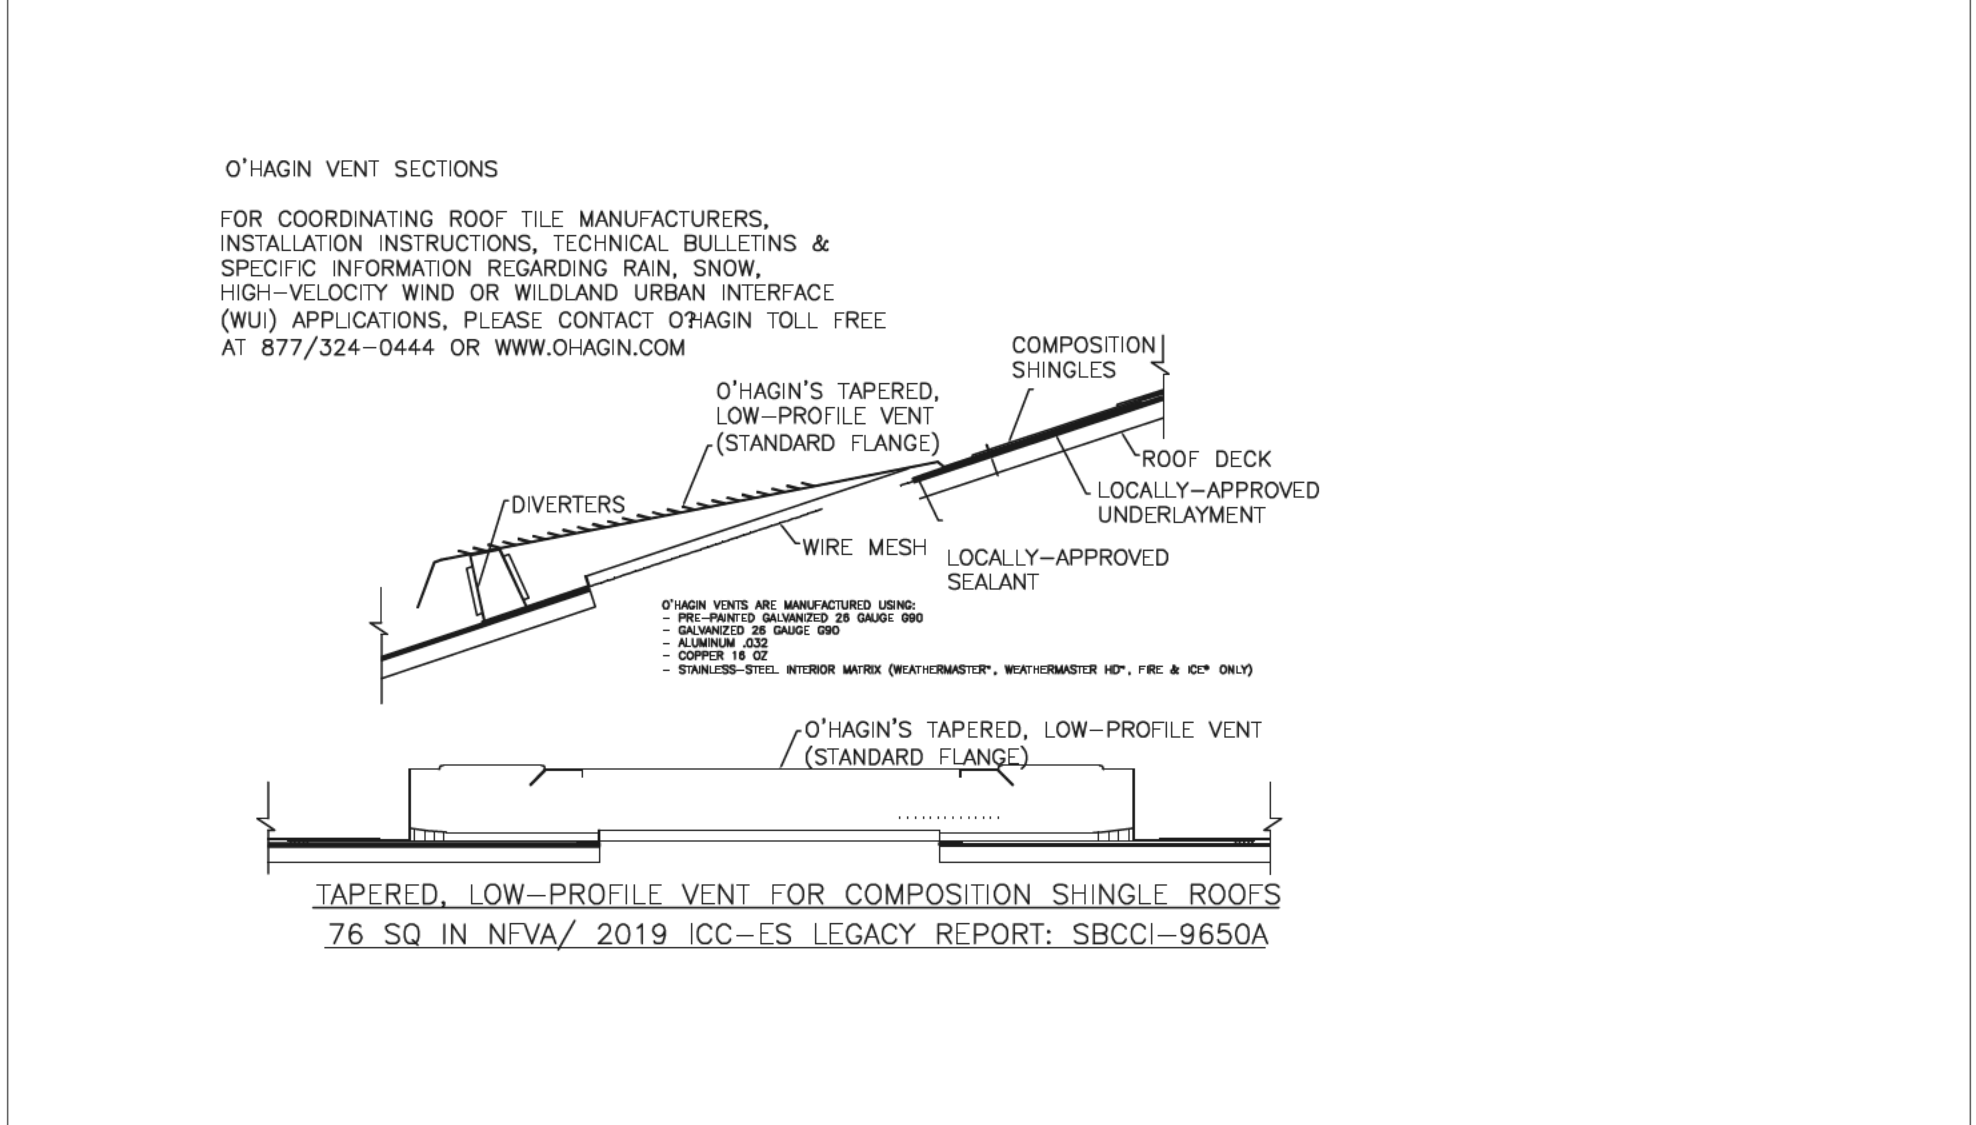 O'HAGIN VENT SECTIONS
FOR COORDINATING ROOF TILE MANUFACTURERS,
INSTALLATION INSTRUCTIONS, TECHNICAL BULLETINS &
SPECIFIC INFORMATION REGARDING RAIN, SNOW,
HIGH-VELOCITY WIND OR WILDLAND URBAN INTERFACE
(WUI) APPLICATIONS, PLEASE CONTACT O?HAGIN TOLL FREE
AT 877/324-0444 OR WWW.OHAGIN.COM
COMPOSITION
SHINGLES
O'HAGIN'S TAPERED,
LOW-PROFILE VENT
(STANDARD FLANGE)
ROOF DECK
LOCALLY-APPROVED
UNDERLAYMENT
DIVERTERS
WIRE MESH
LOCALLY-APPROVED
SEALANT
O'HAGIN VENTS ARE MANUFACTURED USING:
- PRE-PAINTED GALVANIZED 26 GAUGE G90
- GALVANIZED 26 GAUGE G90
- ALUMINUM .032
- COPPER 16 OZ
- STAINLESS-STEEL INTERIOR MATRIX (WEATHERMASTER™, WEATHERMASTER HD™, FIRE & ICE® ONLY)
O'HAGIN'S TAPERED, LOW-PROFILE VENT
(STANDARD FLANGE)
TAPERED, LOW-PROFILE VENT FOR COMPOSITION SHINGLE ROOFS
76 SQ IN NFVA/ 2019 ICC-ES LEGACY REPORT: SBCCI-9650A